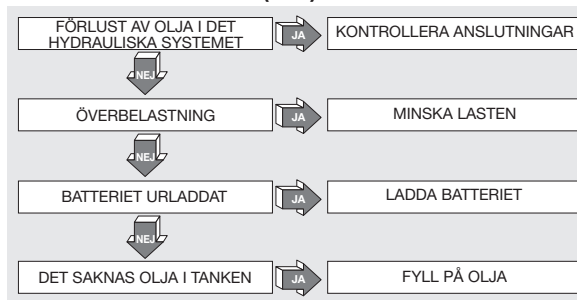 FÖRLUST AV OLJA I DET
HYDRAULISKA SYSTEMET
JA
KONTROLLERA ANSLUTNINGAR
NEJ
ÖVERBELASTNING
JA
MINSKA LASTEN
NEJ
BATTERIET URLADDAT
JA
LADDA BATTERIET
NEJ
DET SAKNAS OLJA I TANKEN
JA
FYLL PÅ OLJA